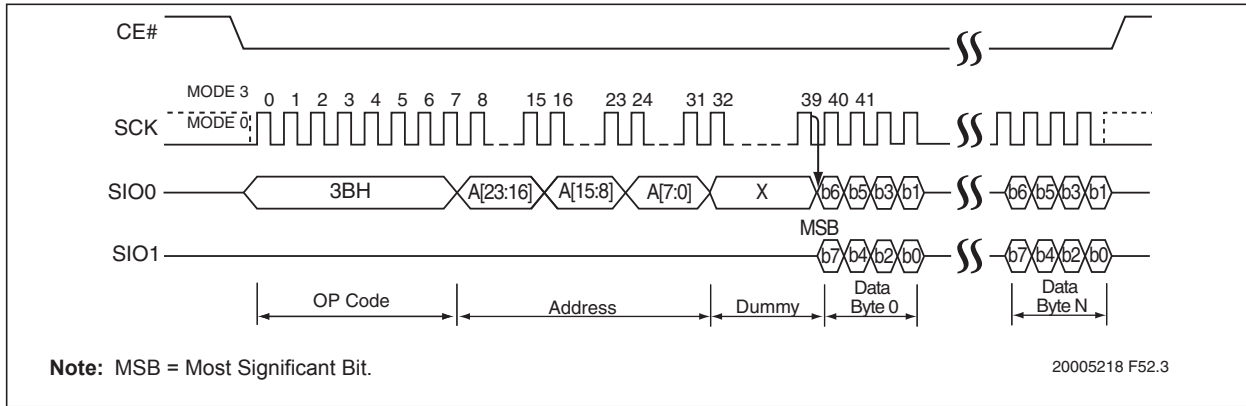 CE#
MODE 3
0 1 2 3 4 5 6 7 8 15 16 23 24 31 32 39 40 41
SCK
MODE 0
SIO0
3BH A[23:16] A[15:8] A[7:0] X b6 b5 b3 b1 b6 b5 b3 b1
MSB
SIO1
b7 b4 b2 b0 b7 b4 b2 b0
OP Code Address Dummy Data Byte 0 Data Byte N
Note: MSB = Most Significant Bit.
20005218 F52.3